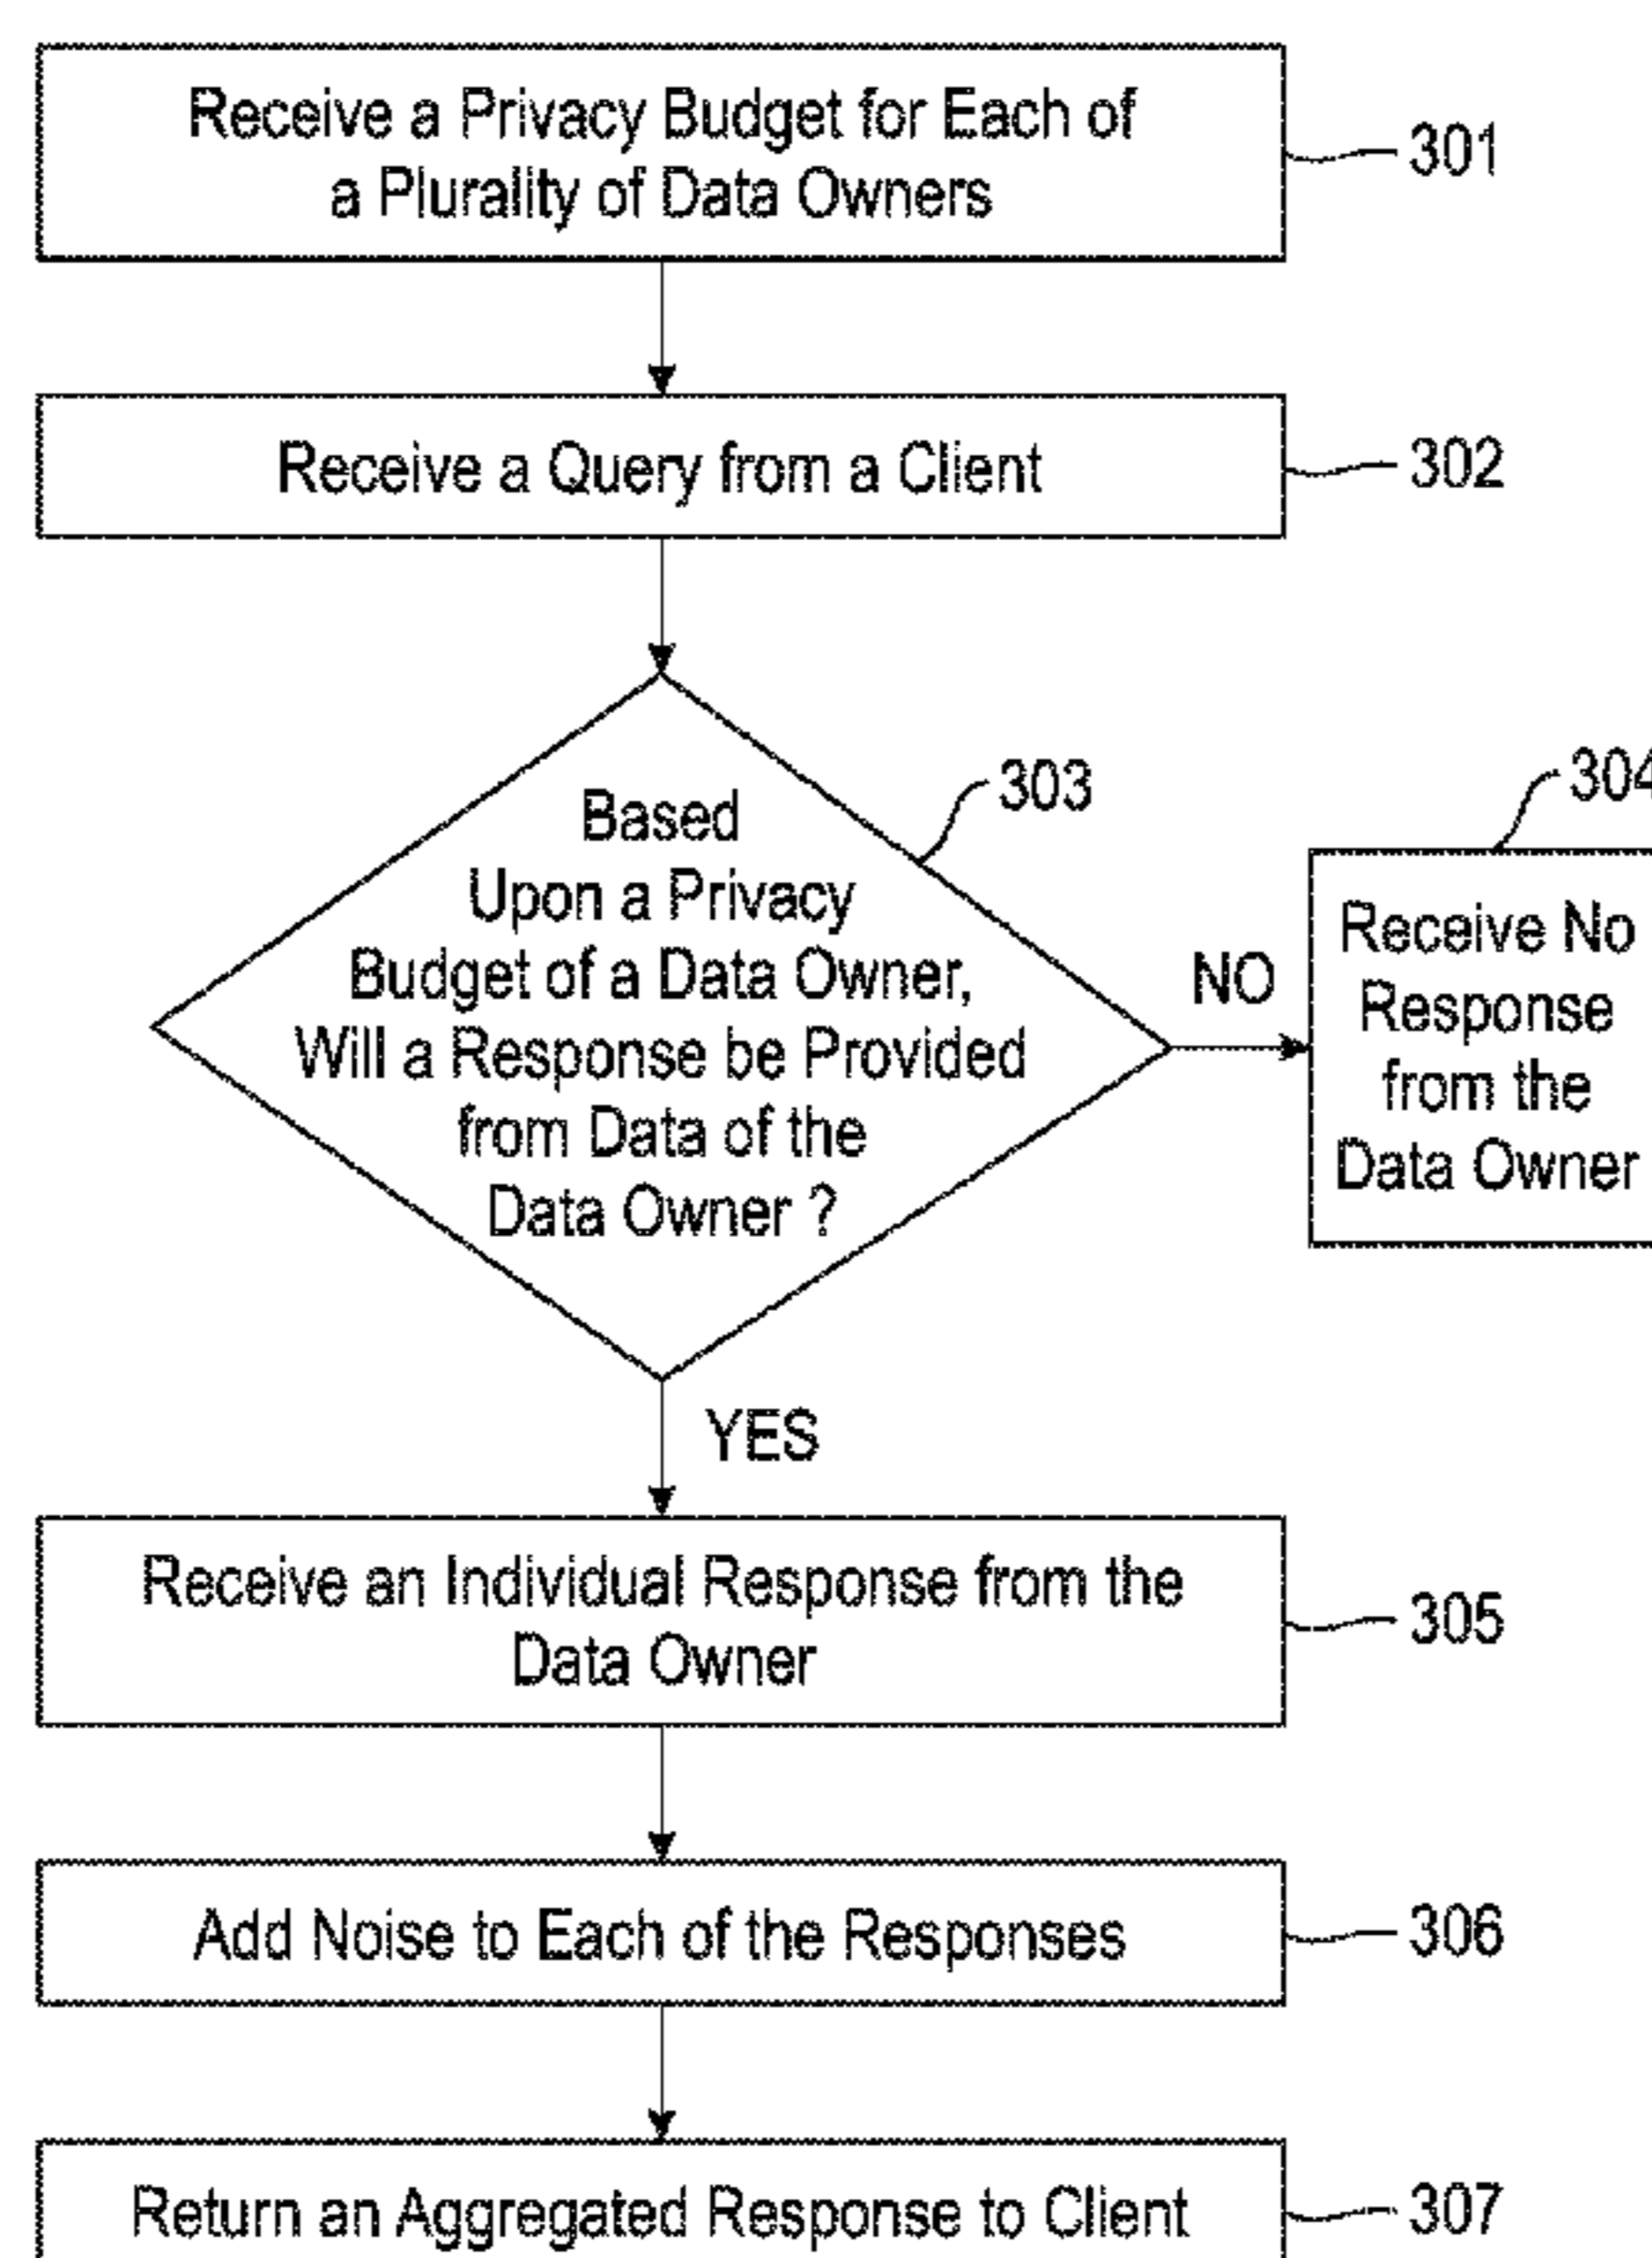 Receive a Privacy Budget for Each of
a Plurality of Data Owners
301
Receive a Query from a Client
302
Based
Upon a Privacy
Budget of a Data Owner,
Will a Response be Provided
from Data of the
Data Owner ?
303
NO
304
Receive No
Response
from the
Data Owner
YES
Receive an Individual Response from the
Data Owner
305
Add Noise to Each of the Responses
306
Return an Aggregated Response to Client
307